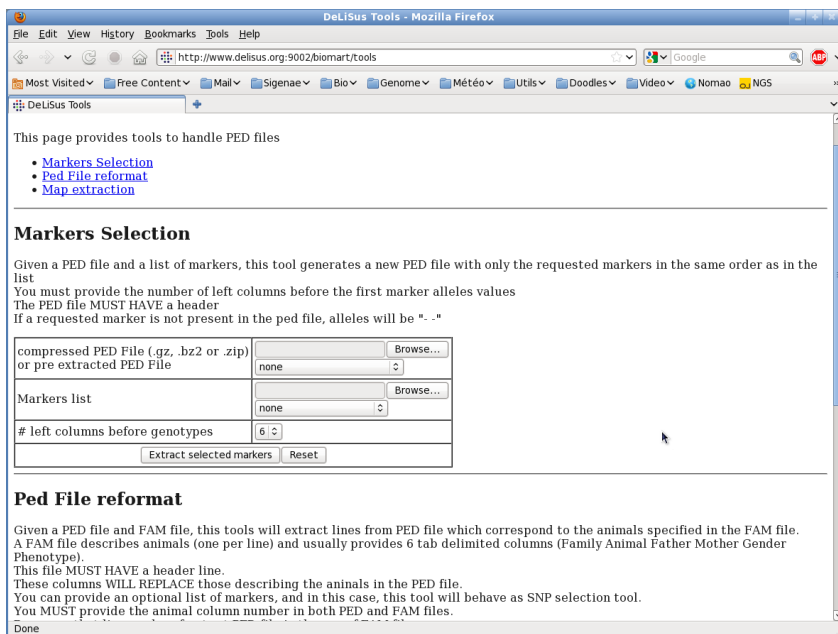 DeLiSus Tools - Mozilla Firefox
File Edit View History Bookmarks Tools Help
http://www.delisus.org:9002/biomart/tools
Google
ABP
Most Visited Free Content Mail Sigenae Bio Genome Météo Utils Doodles Video Nomao NGS »
DeLiSus Tools
This page provides tools to handle PED files
• Markers Selection
• Ped File reformat
• Map extraction
Markers Selection
Given a PED file and a list of markers, this tool generates a new PED file with only the requested markers in the same order as in the
list
You must provide the number of left columns before the first marker alleles values
The PED file MUST HAVE a header
If a requested marker is not present in the ped file, alleles will be "- -"
compressed PED File (.gz, .bz2 or .zip)
or pre extracted PED File
Browse...
none
Markers list
Browse...
none
# left columns before genotypes
6
Extract selected markers Reset
Ped File reformat
Given a PED file and FAM file, this tools will extract lines from PED file which correspond to the animals specified in the FAM file.
A FAM file describes animals (one per line) and usually provides 6 tab delimited columns (Family Animal Father Mother Gender
Phenotype).
This file MUST HAVE a header line.
These columns WILL REPLACE those describing the aninals in the PED file.
You can provide an optional list of markers, and in this case, this tool will behave as SNP selection tool.
You MUST provide the animal column number in both PED and FAM files.
Done